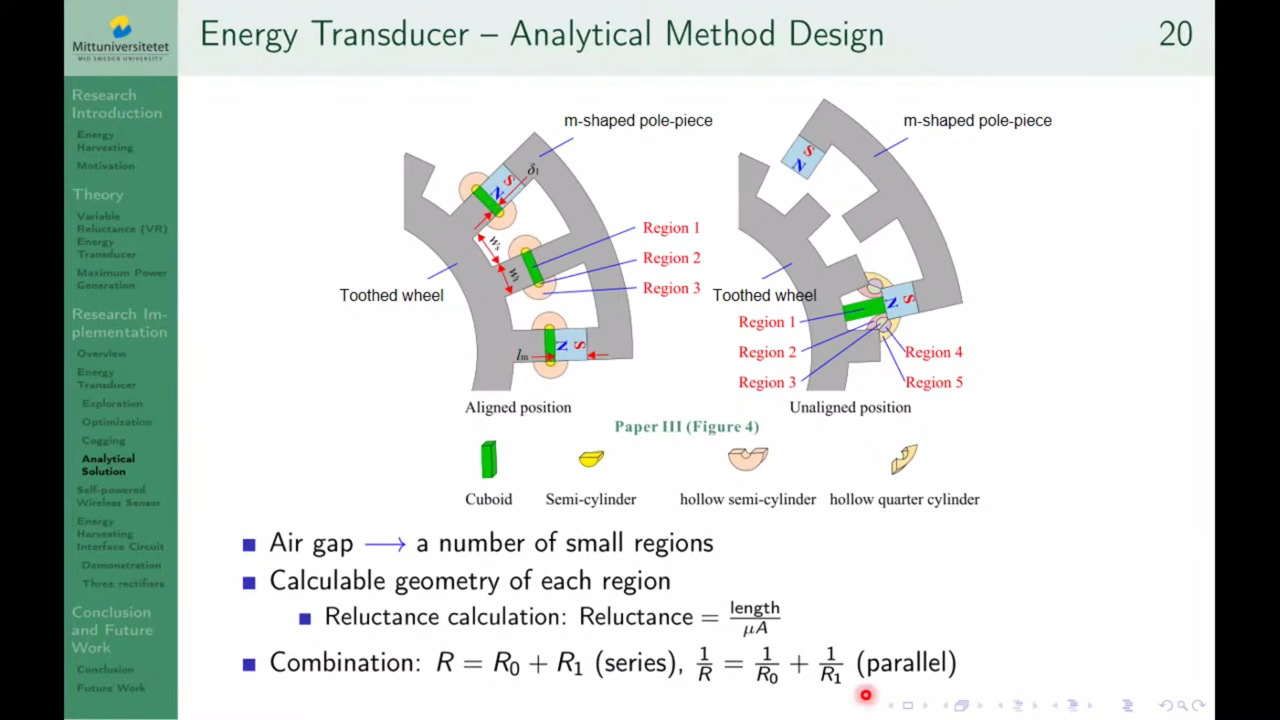 Energy Transducer – Analytical Method Design
20
Mittuniversitetet
MID SWEDEN UNIVERSITY
Research
Introduction
Energy
Harvesting
Motivation
Theory
Variable
Reluctance (VR)
Energy
Transducer
Maximum Power
Generation
Research Im-
plementation
Overview
Energy
Transducer
Exploration
Optimization
Cogging
Analytical
Solution
Self-powered
Wireless Sensor
Energy
Harvesting
Interface Circuit
Demonstration
Three rectifiers
Conclusion
and Future
Work
Conclusion
Future Work
m-shaped pole-piece
δ1
S
N
ws
wt
Region 1
Region 2
Region 3
Toothed wheel
lm
N S
Aligned position
m-shaped pole-piece
S
N
Toothed wheel
N S
Region 1
Region 2
Region 3
Region 4
Region 5
Unaligned position
Paper III (Figure 4)
Cuboid
Semi-cylinder
hollow semi-cylinder
hollow quarter cylinder
Air gap ⟶ a number of small regions
Calculable geometry of each region
Reluctance calculation: Reluctance = length/μA
Combination: R = R₀ + R₁ (series), 1/R = 1/R₀ + 1/R₁ (parallel)